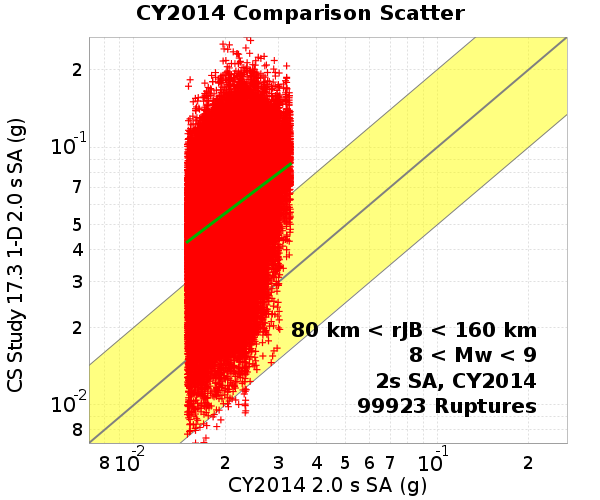 CY2014 Comparison Scatter
CS Study 17.3 1-D 2.0 s SA (g)
2
10-1
7
5
4
3
2
10-2
8
80 km < rJB < 160 km
8 < Mw < 9
2s SA, CY2014
99923 Ruptures
8 10-2 2 3 4 5 6 7 10-1 2
CY2014 2.0 s SA (g)